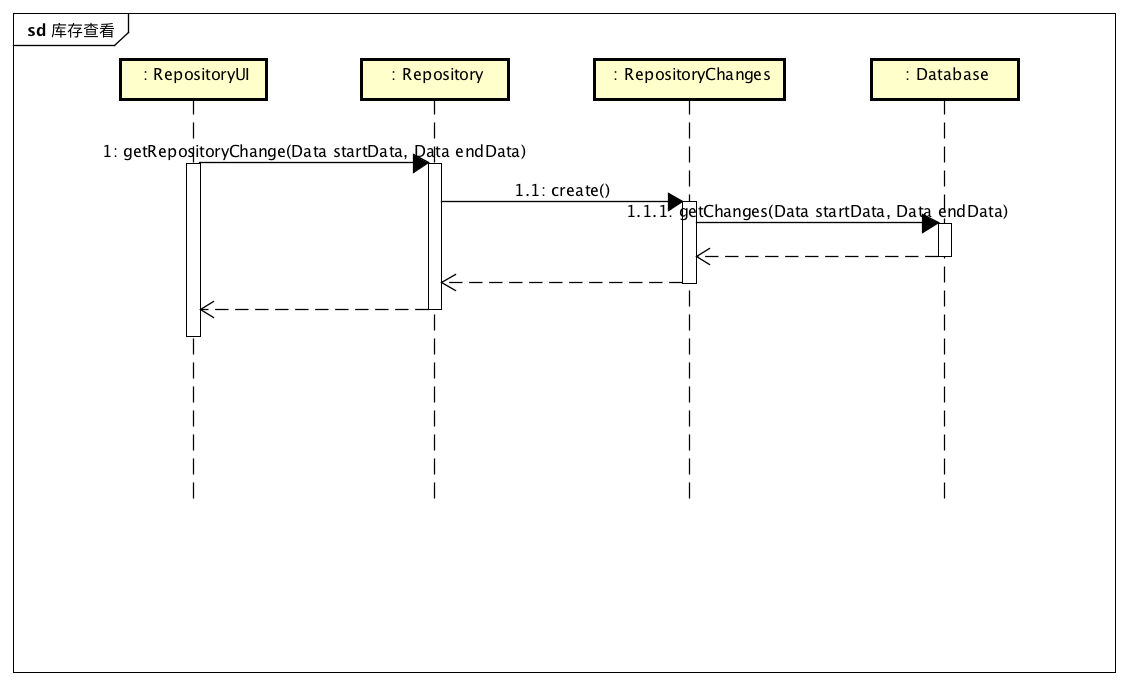 sd 库存查看
: RepositoryUI
: Repository
: RepositoryChanges
: Database
1: getRepositoryChange(Data startData, Data endData)
1.1: create()
1.1.1: getChanges(Data startData, Data endData)